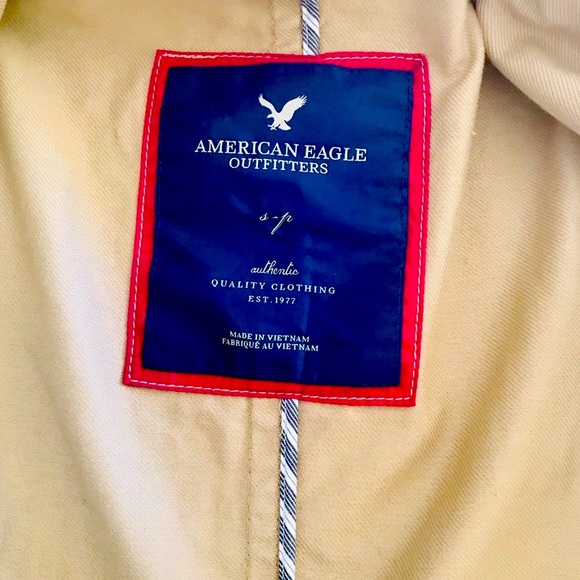 AMERICAN EAGLE
OUTFITTERS
s-p
authentic
QUALITY CLOTHING
EST. 1977
MADE IN VIETNAM
FABRIQUÉ AU VIETNAM